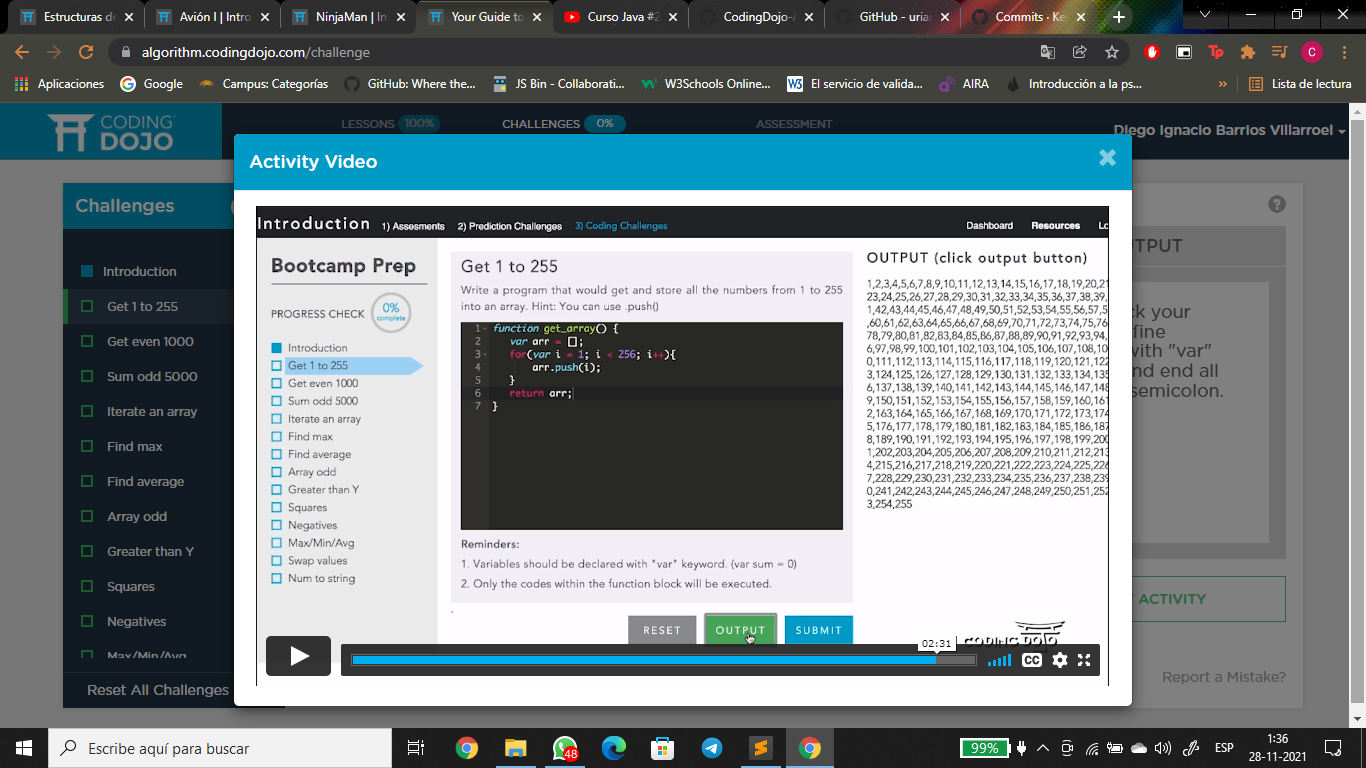 Estructuras de
Avión I | Intro
NinjaMan | In
Your Guide to
Curso Java #2
CodingDojo-A
GitHub - uriar
Commits · Ke
algorithm.codingdojo.com/challenge
Aplicaciones
Google
Campus: Categorías
GitHub: Where the...
JS Bin - Collaborati...
W3Schools Online...
El servicio de valida...
AIRA
Introducción a la ps...
»
Lista de lectura
CODING DOJO
LESSONS 100%
CHALLENGES 0%
ASSESSMENT
Diego Ignacio Barrios Villarroel
Activity Video
Challenges
Introduction
Get 1 to 255
Get even 1000
Sum odd 5000
Iterate an array
Find max
Find average
Array odd
Greater than Y
Squares
Negatives
Max/Min/Avg
Reset All Challenges
Introduction
1) Assesments
2) Prediction Challenges
3) Coding Challenges
Dashboard
Resources
Lo
Bootcamp Prep
PROGRESS CHECK
0%
complete
Introduction
Get 1 to 255
Get even 1000
Sum odd 5000
Iterate an array
Find max
Find average
Array odd
Greater than Y
Squares
Negatives
Max/Min/Avg
Swap values
Num to string
Get 1 to 255
Write a program that would get and store all the numbers from 1 to 255
into an array. Hint: You can use .push()
1 function get_array() {
2 var arr = [];
3 for(var i = 1; i < 256; i++){
4 arr.push(i);
5 }
6 return arr;
7 }
Reminders:
1. Variables should be declared with "var" keyword. (var sum = 0)
2. Only the codes within the function block will be executed.
RESET
OUTPUT
SUBMIT
OUTPUT (click output button)
1,2,3,4,5,6,7,8,9,10,11,12,13,14,15,16,17,18,19,20,21
23,24,25,26,27,28,29,30,31,32,33,34,35,36,37,38,39,
1,42,43,44,45,46,47,48,49,50,51,52,53,54,55,56,57,5
,60,61,62,63,64,65,66,67,68,69,70,71,72,73,74,75,76
78,79,80,81,82,83,84,85,86,87,88,89,90,91,92,93,94,
6,97,98,99,100,101,102,103,104,105,106,107,108,10
0,111,112,113,114,115,116,117,118,119,120,121,122
3,124,125,126,127,128,129,130,131,132,133,134,135
6,137,138,139,140,141,142,143,144,145,146,147,148
9,150,151,152,153,154,155,156,157,158,159,160,161
2,163,164,165,166,167,168,169,170,171,172,173,174
5,176,177,178,179,180,181,182,183,184,185,186,187
8,189,190,191,192,193,194,195,196,197,198,199,200
1,202,203,204,205,206,207,208,209,210,211,212,213
4,215,216,217,218,219,220,221,222,223,224,225,226
7,228,229,230,231,232,233,234,235,236,237,238,239
0,241,242,243,244,245,246,247,248,249,250,251,252
3,254,255
CODING DOJO
02:31
CC
TPUT
ck your
fine
with "var"
nd end all
semicolon.
ACTIVITY
Report a Mistake?
Escribe aquí para buscar
48
99%
ESP
1:36
28-11-2021